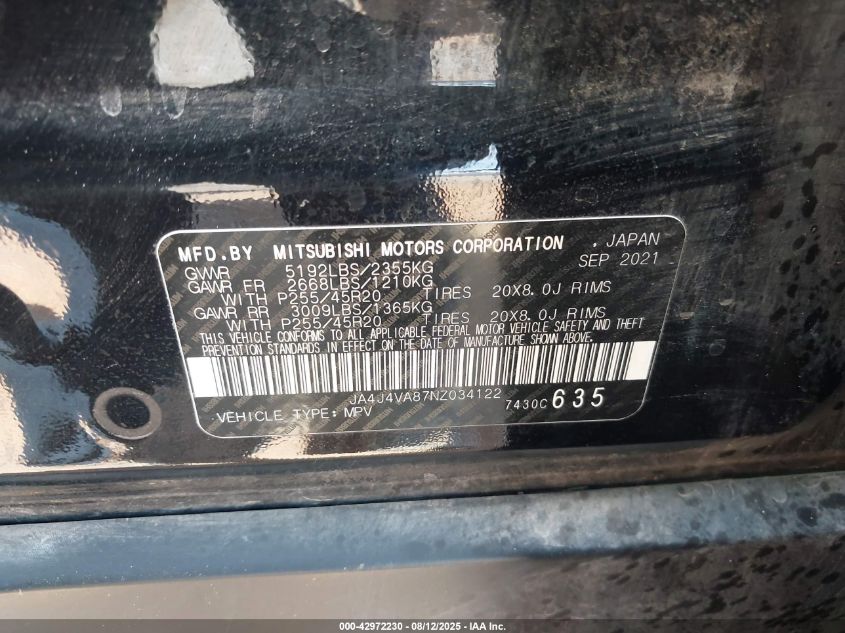 MFD.BY MITSUBISHI MOTORS CORPORATION . JAPAN
GVWR 5192LBS/2355KG SEP 2021
GAWR FR 2668LBS/1210KG
WITH P255/45R20 TIRES 20X8.0J RIMS
GAWR RR 3009LBS/1365KG
WITH P255/45R20 TIRES 20X8.0J RIMS
THIS VEHICLE CONFORMS TO ALL APPLICABLE FEDERAL MOTOR VEHICLE SAFETY AND THEFT
PREVENTION STANDARDS IN EFFECT ON THE DATE OF MANUFACTURE SHOWN ABOVE.
JA4J4VA87NZ034122
VEHICLE TYPE: MPV 7430C 635
000-42972230 - 08/12/2025 - IAA Inc.